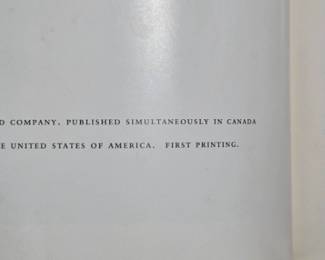 D COMPANY, PUBLISHED SIMULTANEOUSLY IN CANADA
E UNITED STATES OF AMERICA. FIRST PRINTING.